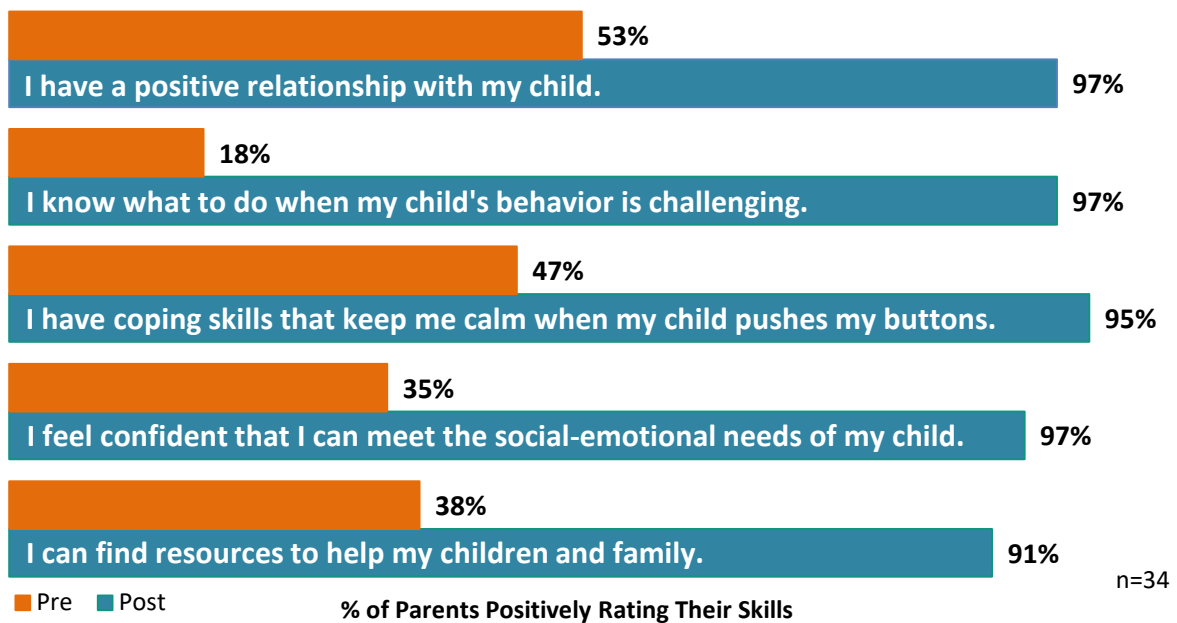 53%
I have a positive relationship with my child. 97%
18%
I know what to do when my child's behavior is challenging. 97%
47%
I have coping skills that keep me calm when my child pushes my buttons. 95%
35%
I feel confident that I can meet the social-emotional needs of my child. 97%
38%
I can find resources to help my children and family. 91%
n=34
Pre Post
% of Parents Positively Rating Their Skills